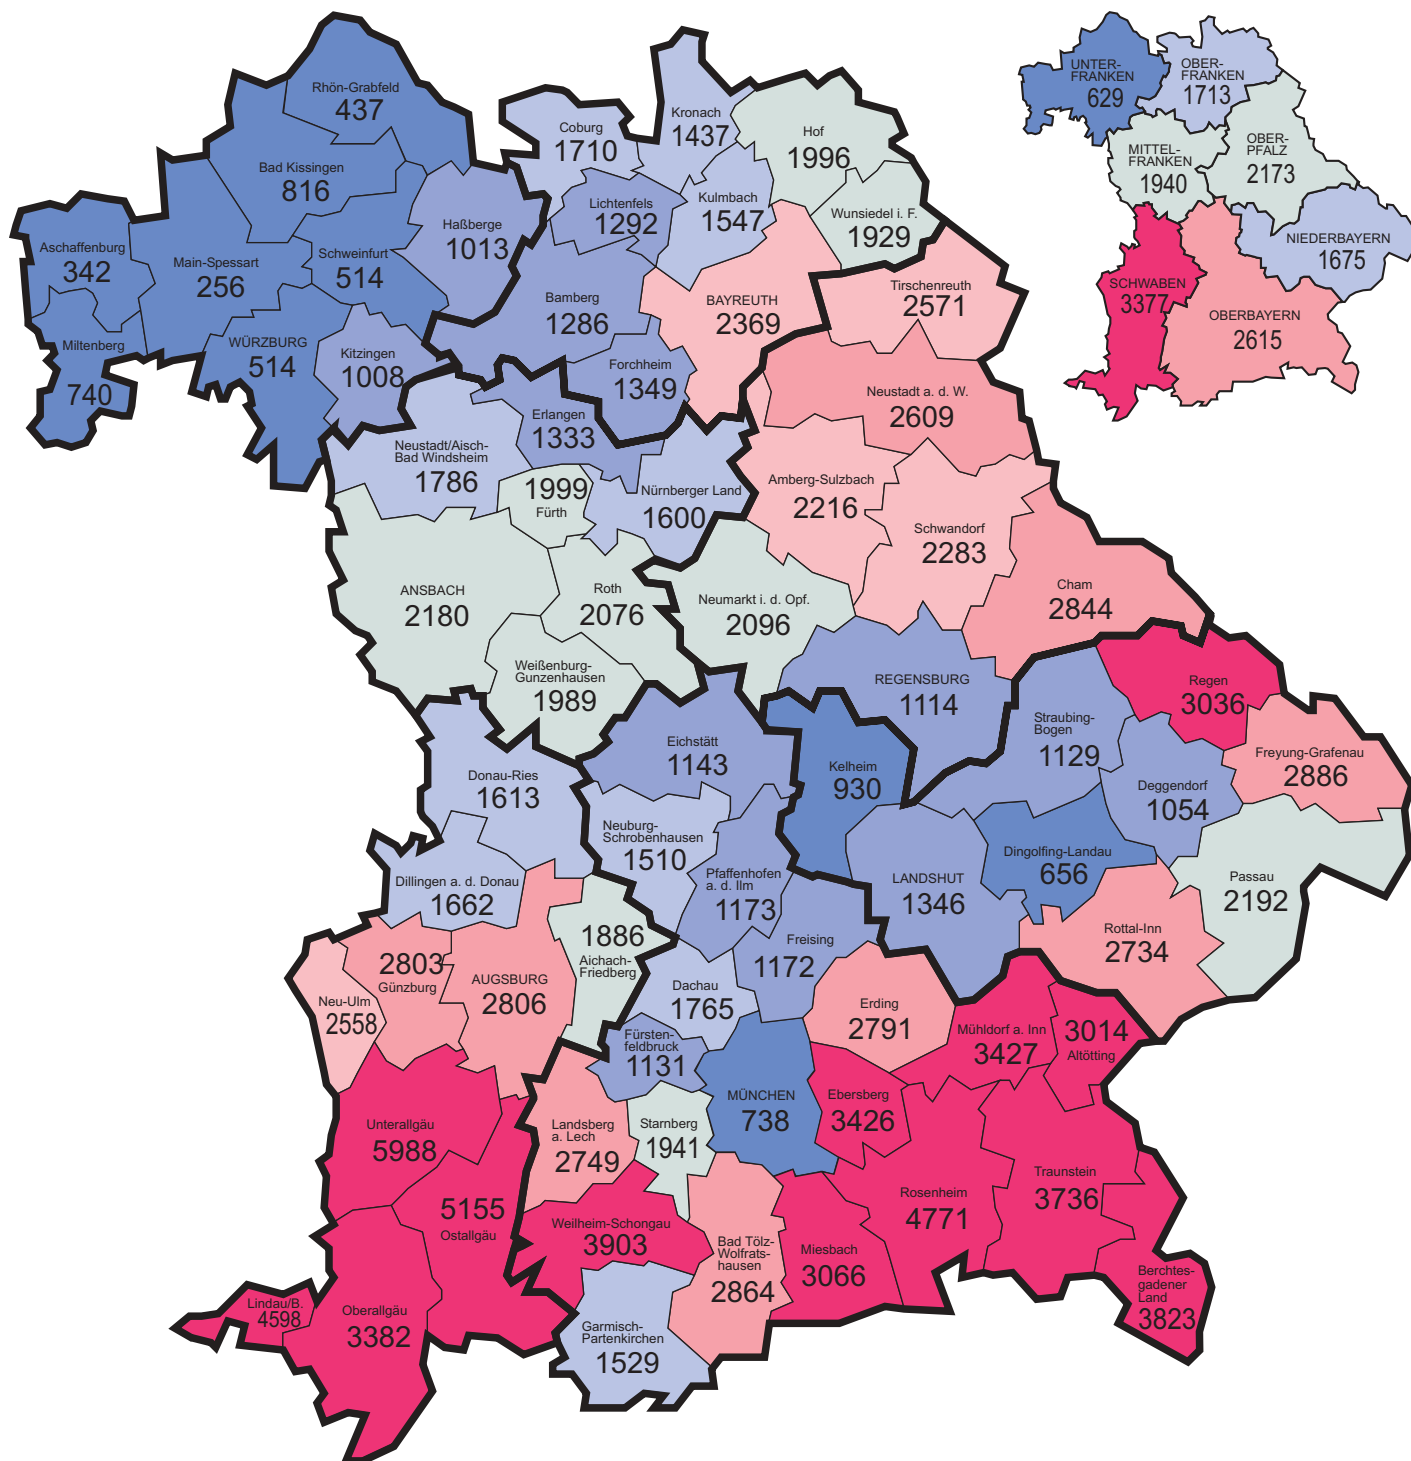 Rhön-Grabfeld
437
Bad Kissingen
816
Aschaffenburg
342
Main-Spessart
256
Schweinfurt
514
Haßberge
1013
Miltenberg
740
WÜRZBURG
514
Kitzingen
1008
Coburg
1710
Kronach
1437
Hof
1996
Lichtenfels
1292
Kulmbach
1547
Wunsiedel i. F.
1929
Bamberg
1286
BAYREUTH
2369
Forchheim
1349
Tirschenreuth
2571
Neustadt a. d. W.
2609
Amberg-Sulzbach
2216
Schwandorf
2283
Cham
2844
Neumarkt i. d. Opf.
2096
REGENSBURG
1114
Neustadt/Aisch-
Bad Windsheim
1786
Erlangen
1333
1999
Fürth
Nürnberger Land
1600
ANSBACH
2180
Roth
2076
Weißenburg-
Gunzenhausen
1989
Regen
3036
Straubing-
Bogen
1129
Freyung-Grafenau
2886
Deggendorf
1054
Kelheim
930
Dingolfing-Landau
656
LANDSHUT
1346
Passau
2192
Rottal-Inn
2734
Donau-Ries
1613
Dillingen a. d. Donau
1662
2803
Günzburg
AUGSBURG
2806
1886
Aichach-
Friedberg
Neu-Ulm
2558
Unterallgäu
5988
5155
Ostallgäu
Lindau/B.
4598
Oberallgäu
3382
Eichstätt
1143
Neuburg-
Schrobenhausen
1510
Pfaffenhofen
a. d. Ilm
1173
Freising
1172
Dachau
1765
Erding
2791
Mühldorf a. Inn
3427
3014
Altötting
Fürsten-
feldbruck
1131
MÜNCHEN
738
Ebersberg
3426
Landsberg
a. Lech
2749
Starnberg
1941
Weilheim-Schongau
3903
Bad Tölz-
Wolfrats-
hausen
2864
Miesbach
3066
Rosenheim
4771
Traunstein
3736
Berchtes-
gadener
Land
3823
Garmisch-
Partenkirchen
1529
UNTER-
FRANKEN
629
OBER-
FRANKEN
1713
MITTEL-
FRANKEN
1940
OBER-
PFALZ
2173
NIEDERBAYERN
1675
SCHWABEN
3377
OBERBAYERN
2615